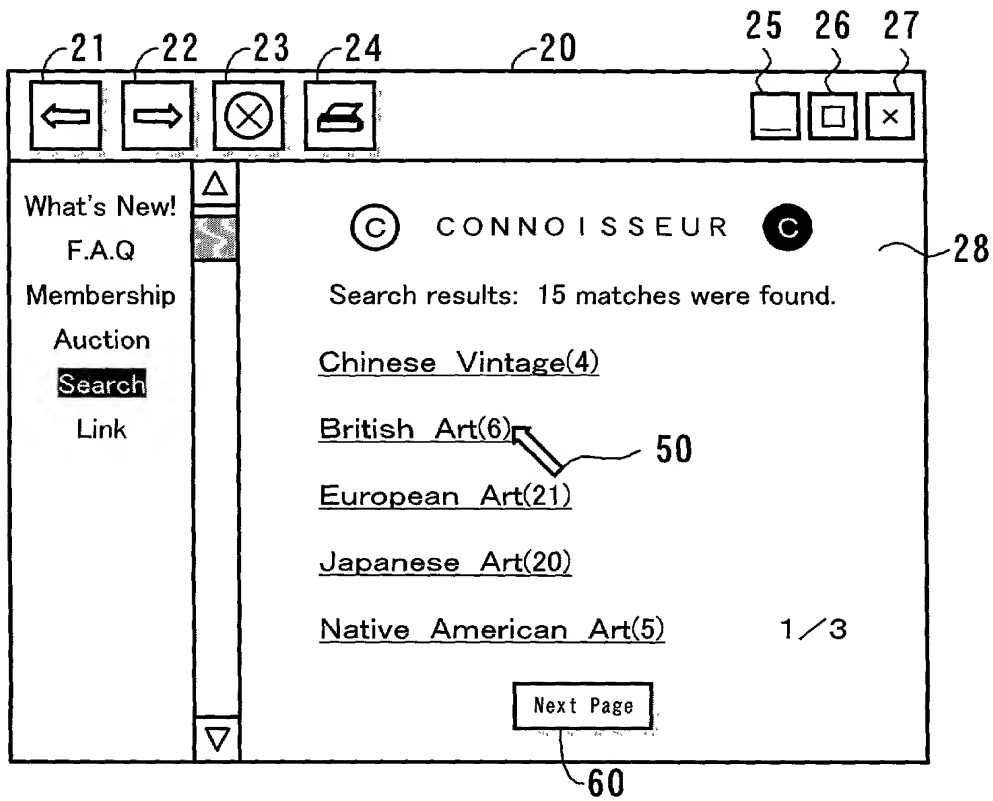 21 22 23 24 20 25 26 27
What's New!
F.A.Q
Membership
Auction
Search
Link
C CONNOISSEUR C
28
Search results: 15 matches were found.
Chinese Vintage(4)
British Art(6)
50
European Art(21)
Japanese Art(20)
Native American Art(5) 1/3
Next Page
60